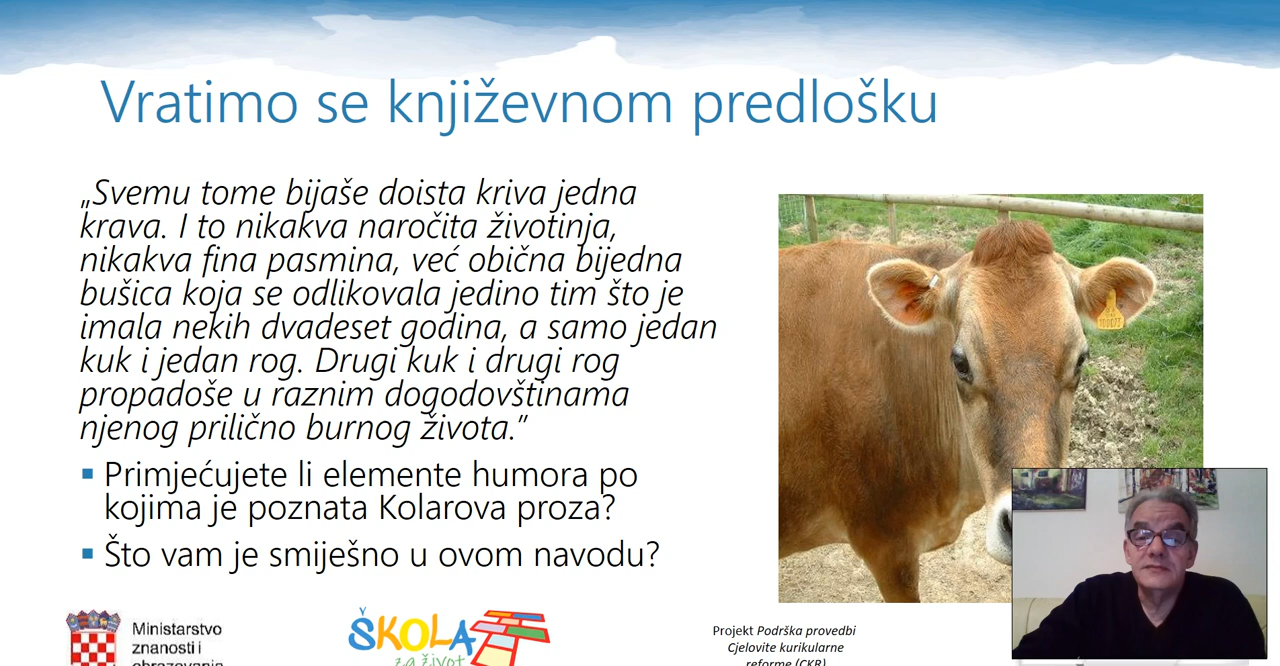 Vratimo se književnom predlošku
„Svemu tome bijaše doista kriva jedna
krava. I to nikakva naročita životinja,
nikakva fina pasmina, već obična bijedna
bušica koja se odlikovala jedino tim što je
imala nekih dvadeset godina, a samo jedan
kuk i jedan rog. Drugi kuk i drugi rog
propadoše u raznim dogodovštinama
njenog prilično burnog života.”
Primjećujete li elemente humora po
kojima je poznata Kolarova proza?
Što vam je smiješno u ovom navodu?
Ministarstvo
znanosti i
obrazovanja
ŠKOLA
za život
Projekt Podrška provedbi
Cjelovite kurikularne
reforme (CKR)